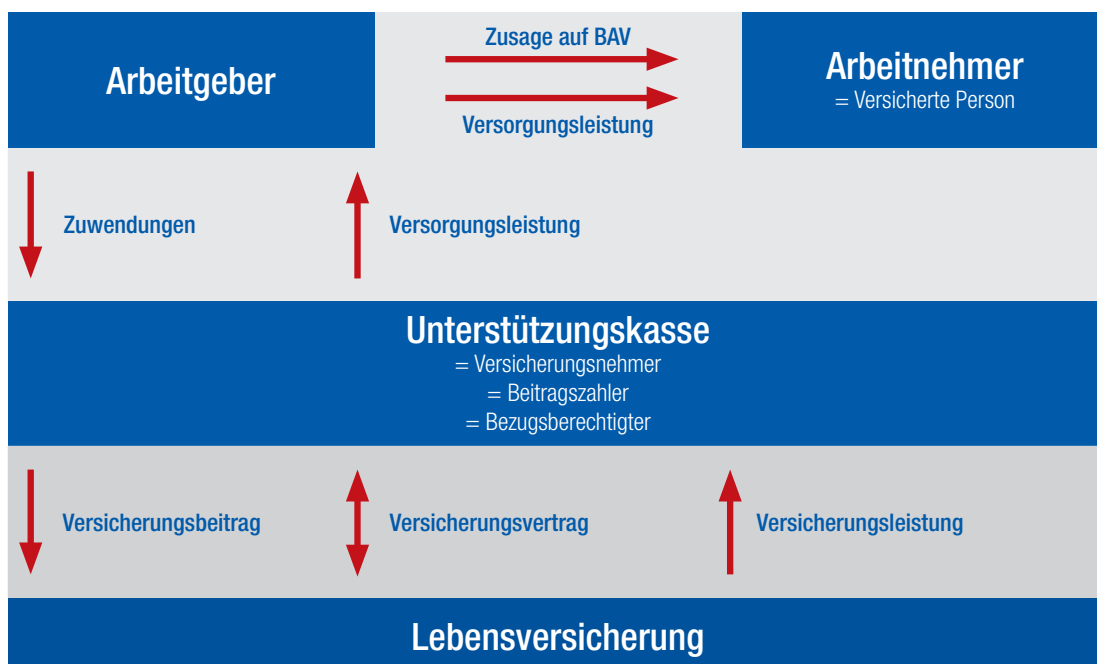 Arbeitgeber
Zusage auf BAV
Versorgungsleistung
Arbeitnehmer
= Versicherte Person
Zuwendungen
Versorgungsleistung
Unterstützungskasse
= Versicherungsnehmer
= Beitragszahler
= Bezugsberechtigter
Versicherungsbeitrag
Versicherungsvertrag
Versicherungsleistung
Lebensversicherung